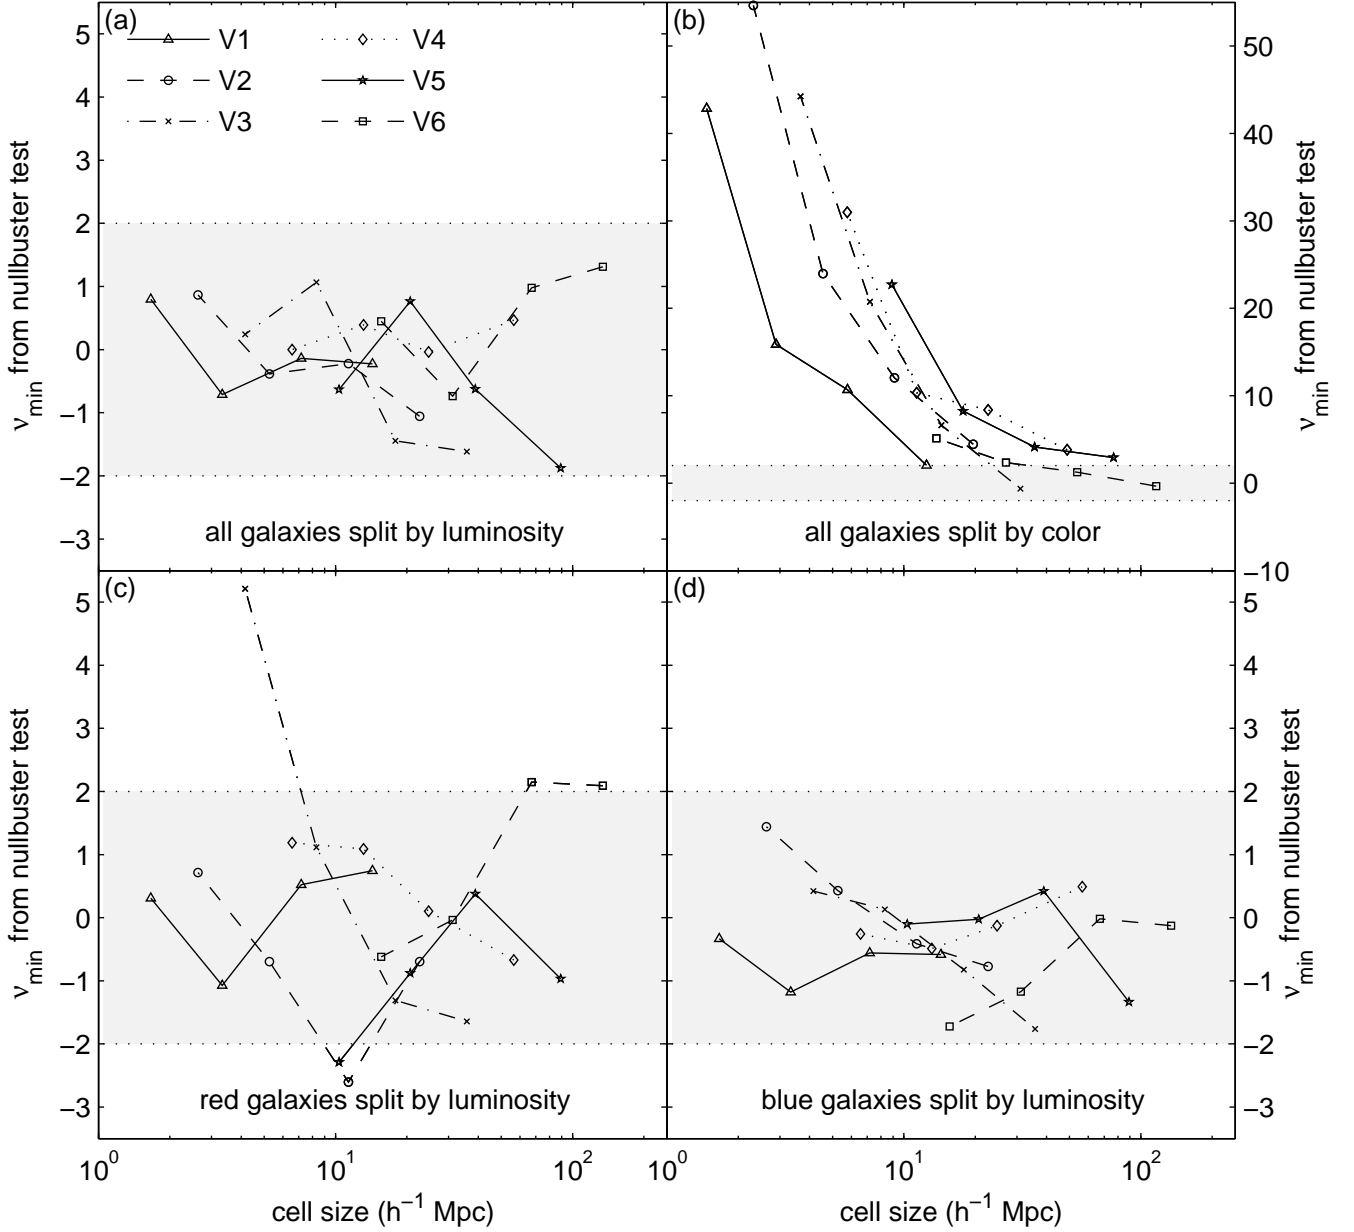 (a)
V1
V2
V3
V4
V5
V6
5
4
3
2
1
0
−1
−2
−3
ν_min from nullbuster test
all galaxies split by luminosity
(b)
50
40
30
20
10
0
−10
ν_min from nullbuster test
all galaxies split by color
(c)
5
4
3
2
1
0
−1
−2
−3
ν_min from nullbuster test
red galaxies split by luminosity
10^0
10^1
10^2
cell size (h^−1 Mpc)
(d)
5
4
3
2
1
0
−1
−2
−3
ν_min from nullbuster test
blue galaxies split by luminosity
10^0
10^1
10^2
cell size (h^−1 Mpc)